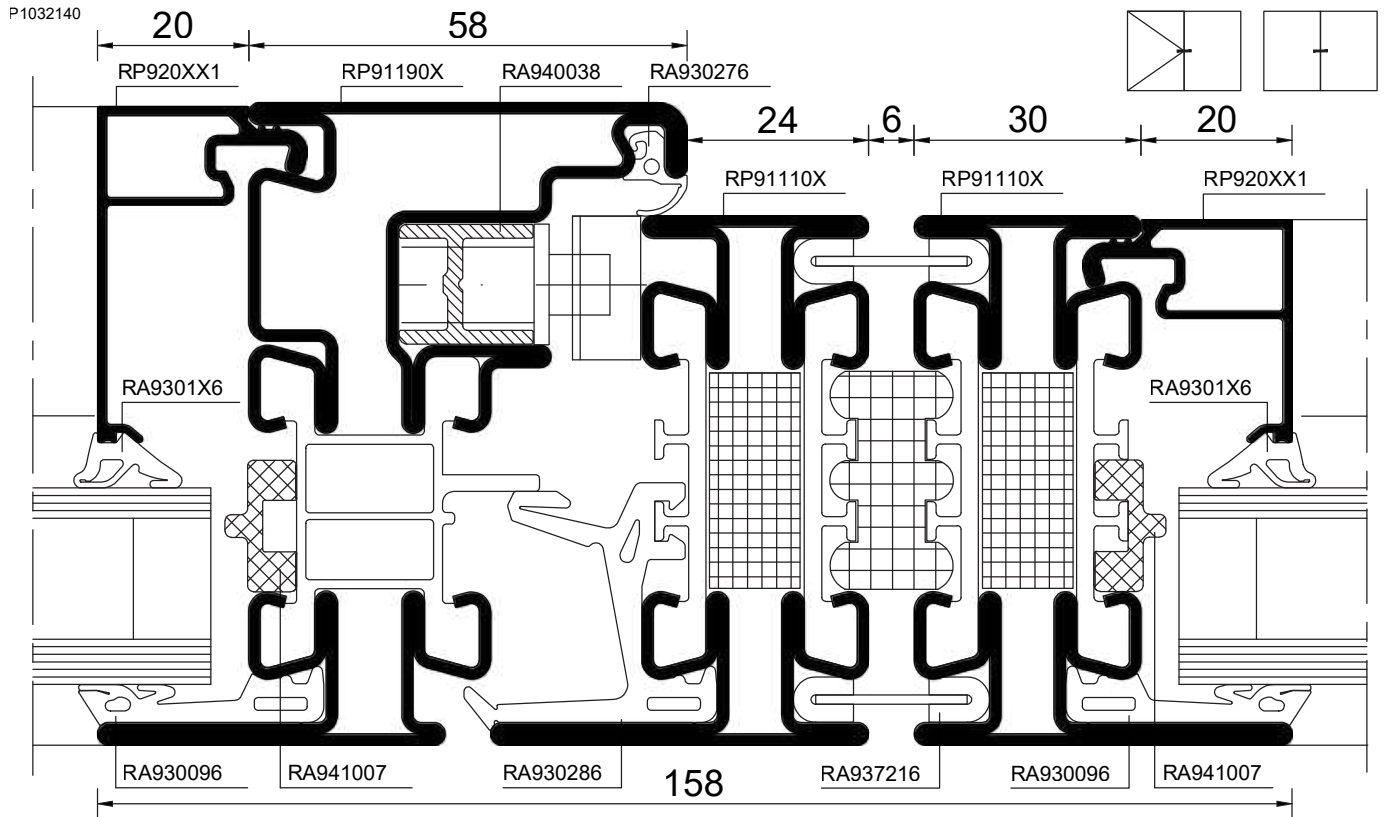 P1032140
20 58
RP920XX1 RP91190X RA940038 RA930276
24 6 30 20
RP91110X RP91110X RP920XX1
RA9301X6 RA9301X6
RA930096 RA941007 RA930286 RA937216 RA930096 RA941007
158